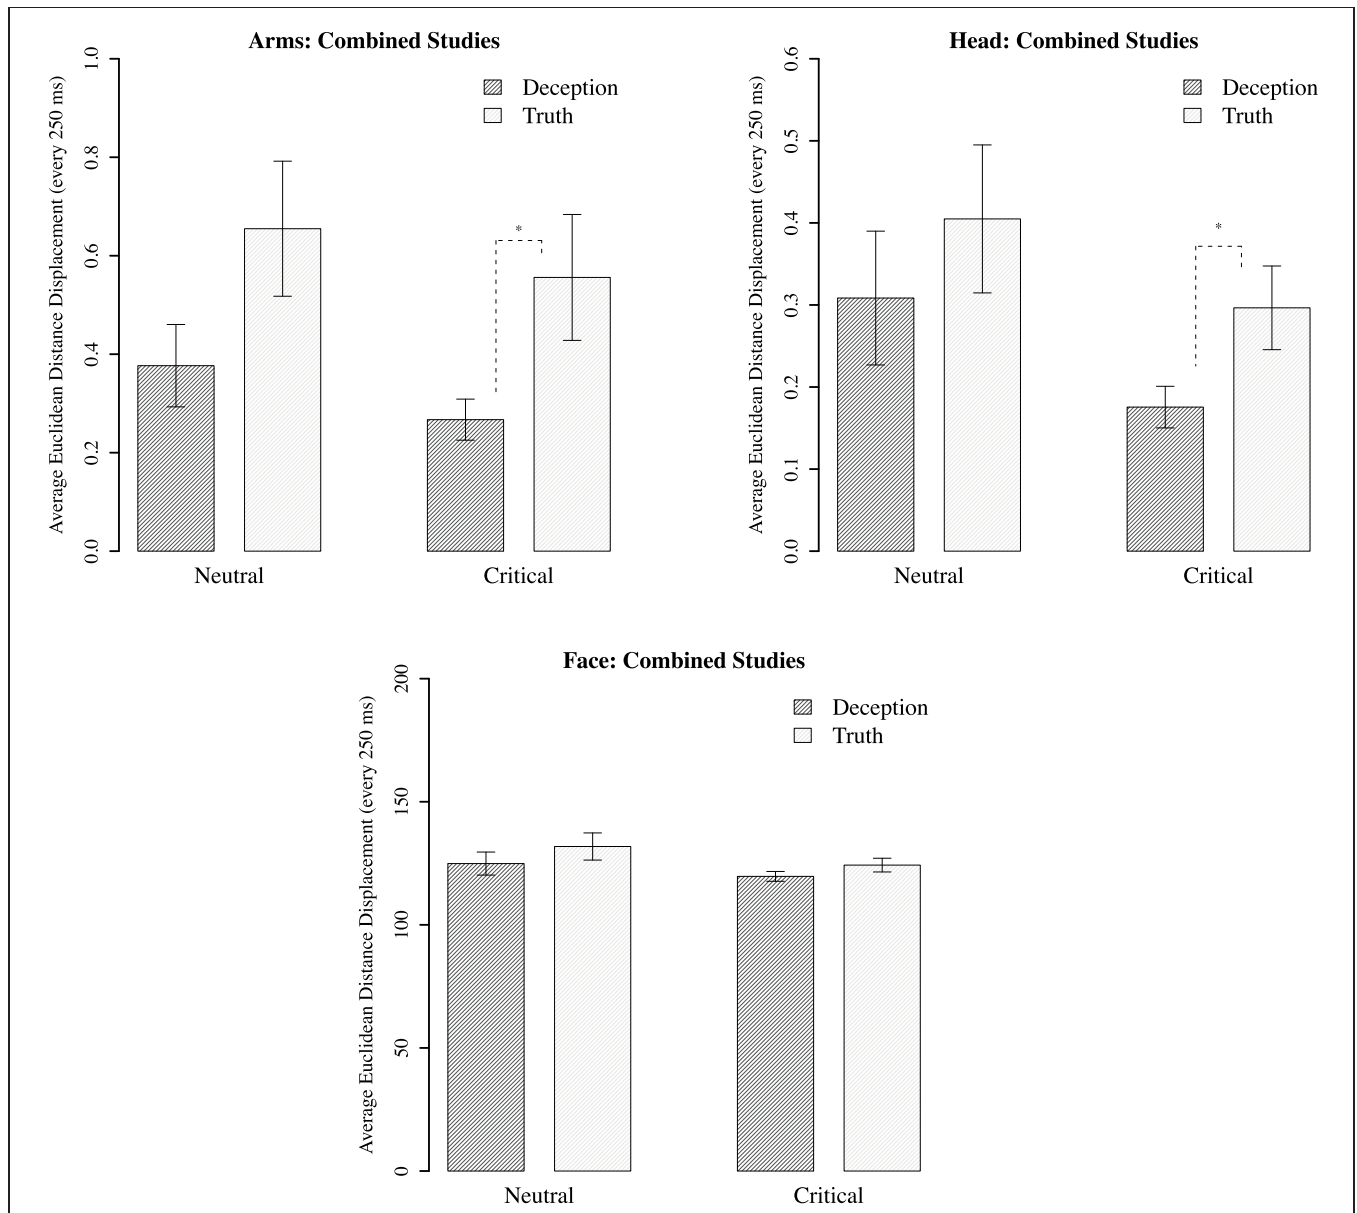 Arms: Combined Studies
Average Euclidean Distance Displacement (every 250 ms)
1.0
0.8
0.6
0.4
0.2
0.0
Deception
Truth
*
Neutral
Critical
Head: Combined Studies
Average Euclidean Distance Displacement (every 250 ms)
0.6
0.5
0.4
0.3
0.2
0.1
0.0
Deception
Truth
*
Neutral
Critical
Face: Combined Studies
Average Euclidean Distance Displacement (every 250 ms)
200
150
100
50
0
Deception
Truth
Neutral
Critical